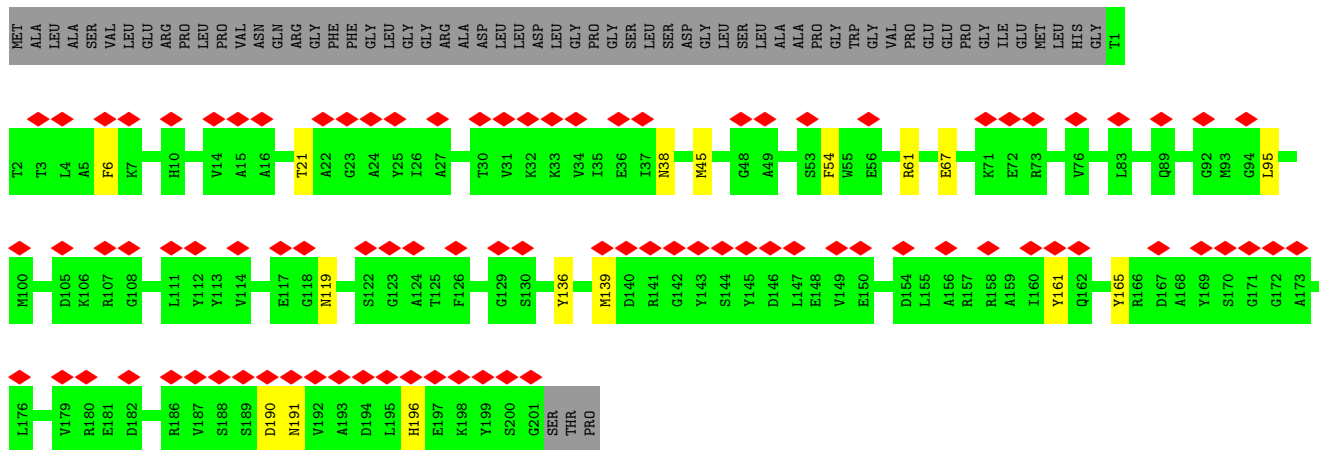 MET ALA LEU ALA SER VAL LEU GLU ARG PRO LEU PRO VAL ASN GLN ARG GLY PHE PHE GLY LEU GLY GLY ARG ALA ASP LEU LEU ASP LEU GLY PRO GLY SER LEU SER ASP GLY LEU SER LEU ALA ALA PRO GLY TRP GLY VAL PRO GLU GLU PRO GLY ILE GLU MET LEU HIS GLY T1
T2 T3 L4 A5 F6 K7 H10 V14 A15 A16 T21 A22 G23 A24 Y25 I26 A27 T30 V31 K32 K33 V34 I35 E36 I37 N38 M45 G48 A49 S53 F54 W55 E56 R61 E67 K71 E72 R73 V76 L83 Q89 G92 M93 G94 L95
M100 D105 K106 R107 G108 L111 Y112 Y113 V114 E117 G118 N119 S122 G123 A124 T125 F126 G129 S130 Y136 M139 D140 R141 G142 Y143 S144 Y145 D146 L147 E148 V149 E150 D154 L155 A156 R157 R158 A159 I160 Y161 Q162 Y165 R166 D167 A168 Y169 S170 G171 G172 A173
L176 V179 R180 E181 D182 R186 V187 S188 S189 D190 N191 V192 A193 D194 L195 H196 E197 K198 Y199 S200 G201 SER THR PRO